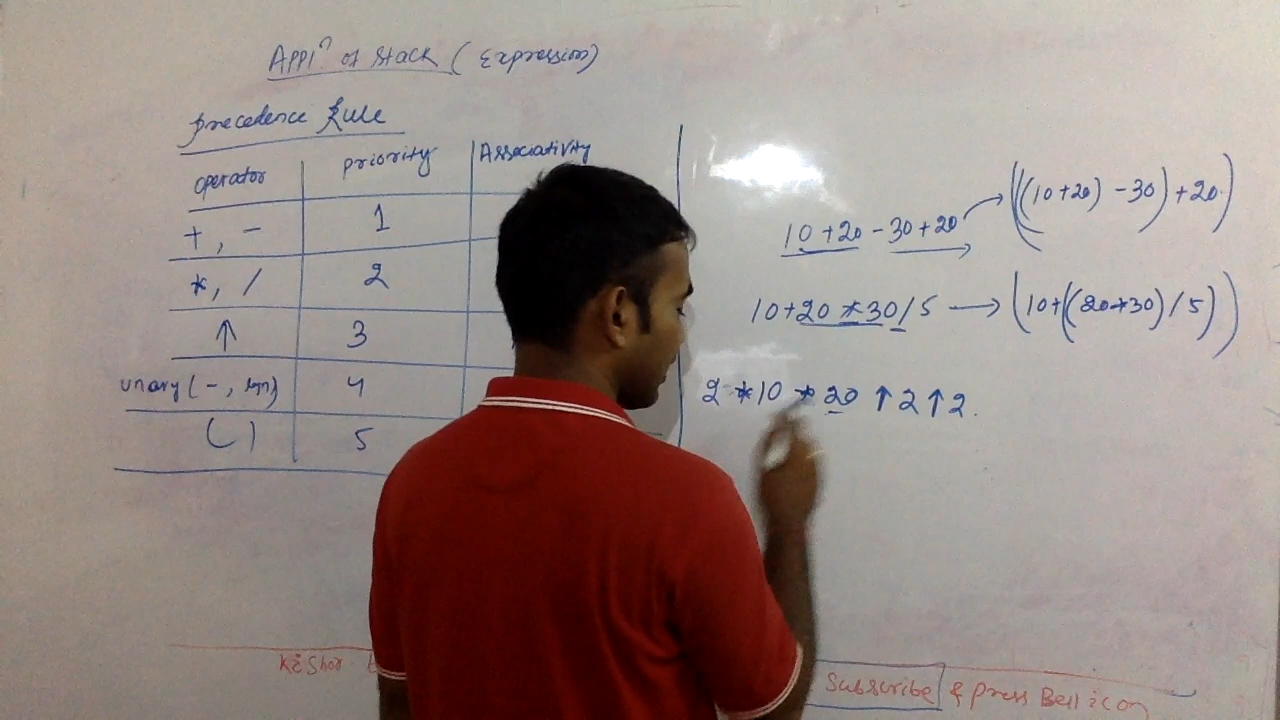 Appl^n of Stack (Expression)
Precedence Rule
operator priority Associativity
+, - 1
*, / 2
↑ 3
unary (-, sgn) 4
( ) 5
10 + 20 - 30 + 20 → (((10 + 20) - 30) + 20)
10 + 20 * 30 / 5 → (10 + ((20 * 30) / 5))
2 * 10 * 20 ↑ 2 ↑ 2.
Subscribe & press Bell icon